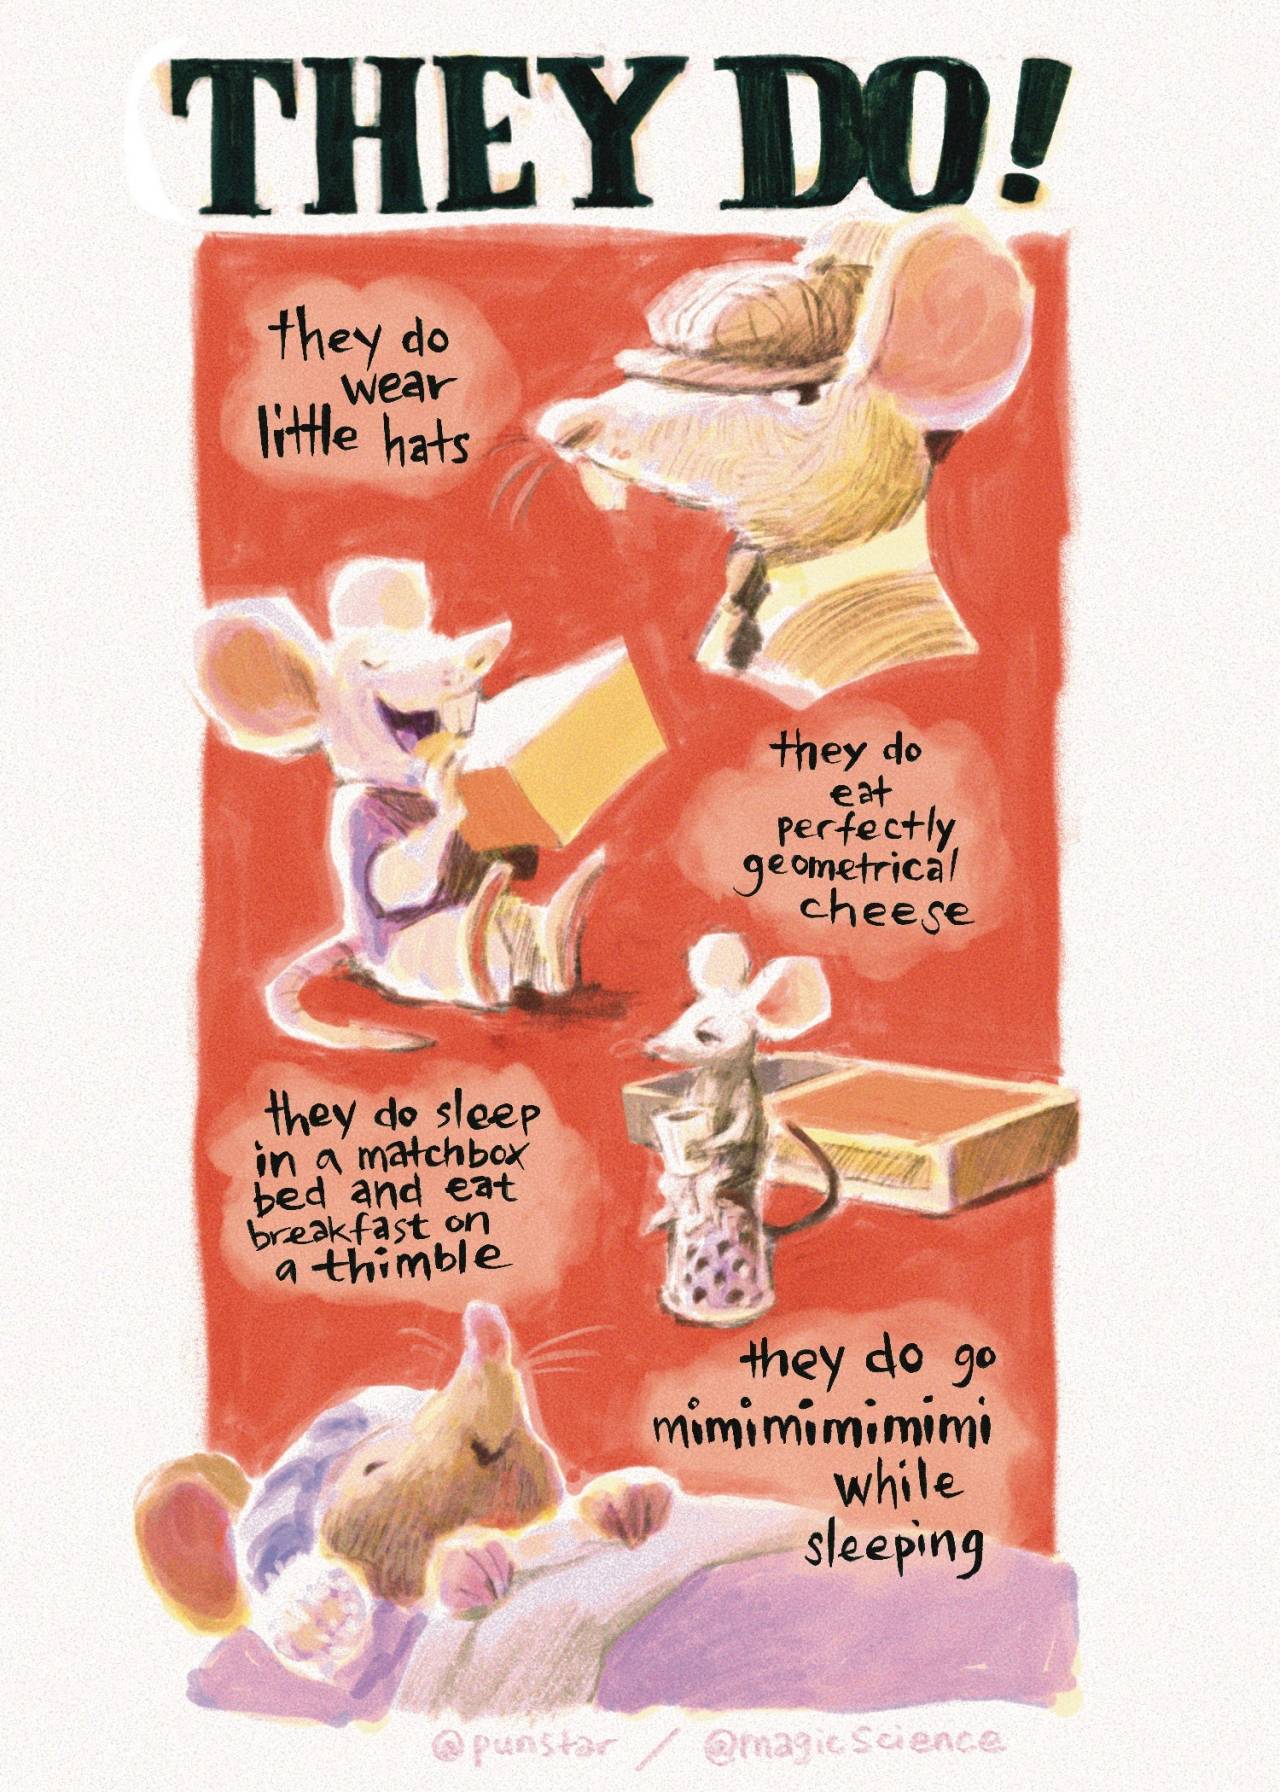 THEY DO!
they do
wear
little hats
they do
eat
perfectly
geometrical
cheese
they do sleep
in a matchbox
bed and eat
breakfast on
a thimble
they do go
mimimimimimi
while
sleeping
@punstar / @magicScience